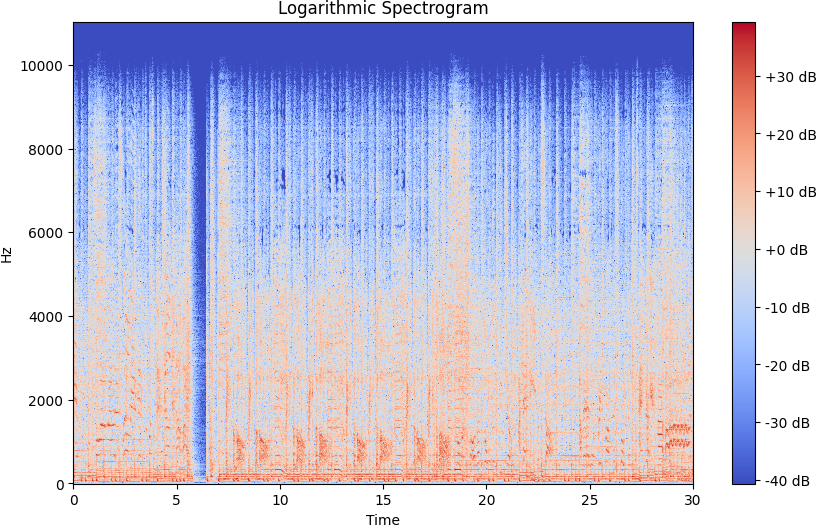 Logarithmic Spectrogram
10000
8000
6000
4000
2000
0
Hz
0 5 10 15 20 25 30
Time
+30 dB
+20 dB
+10 dB
+0 dB
-10 dB
-20 dB
-30 dB
-40 dB